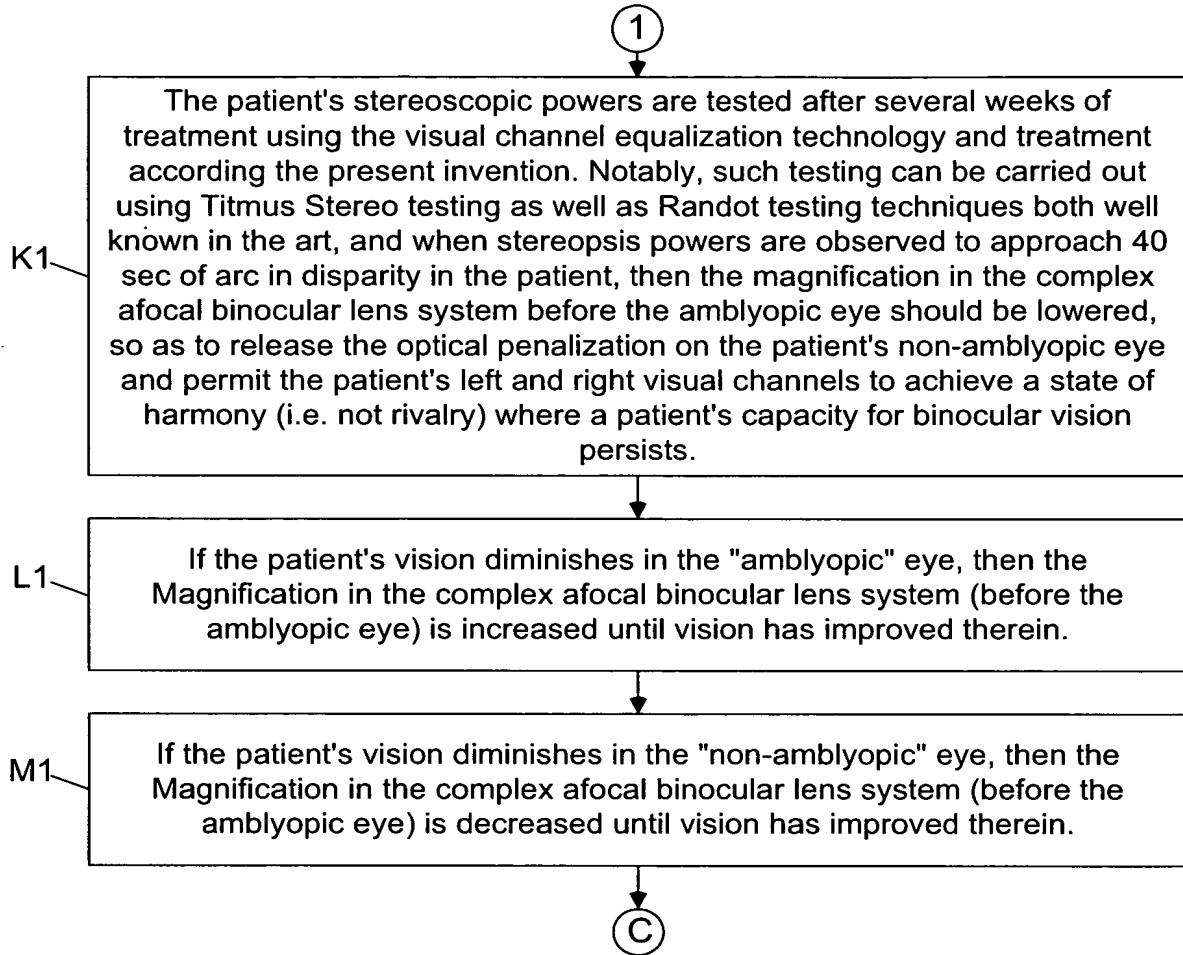 1
The patient's stereoscopic powers are tested after several weeks of
treatment using the visual channel equalization technology and treatment
according the present invention. Notably, such testing can be carried out
using Titmus Stereo testing as well as Randot testing techniques both well
known in the art, and when stereopsis powers are observed to approach 40
sec of arc in disparity in the patient, then the magnification in the complex
afocal binocular lens system before the amblyopic eye should be lowered,
so as to release the optical penalization on the patient's non-amblyopic eye
and permit the patient's left and right visual channels to achieve a state of
harmony (i.e. not rivalry) where a patient's capacity for binocular vision
persists.
K1
If the patient's vision diminishes in the "amblyopic" eye, then the
Magnification in the complex afocal binocular lens system (before the
amblyopic eye) is increased until vision has improved therein.
L1
If the patient's vision diminishes in the "non-amblyopic" eye, then the
Magnification in the complex afocal binocular lens system (before the
amblyopic eye) is decreased until vision has improved therein.
M1
C